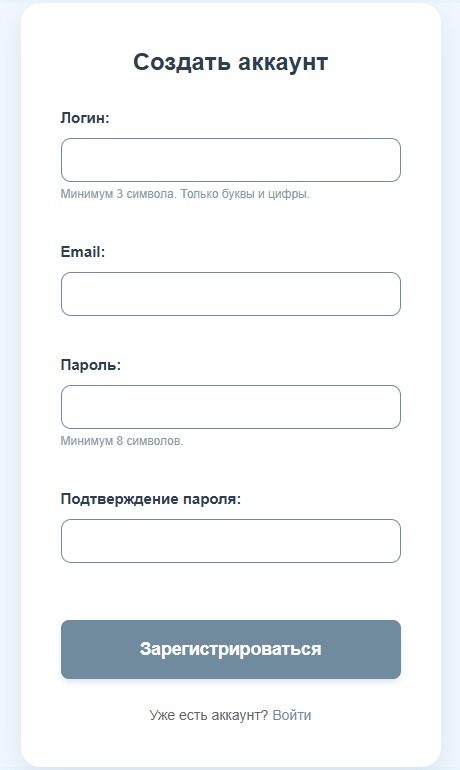 Создать аккаунт
Логин:
Минимум 3 символа. Только буквы и цифры.
Email:
Пароль:
Минимум 8 символов.
Подтверждение пароля:
Зарегистрироваться
Уже есть аккаунт? Войти